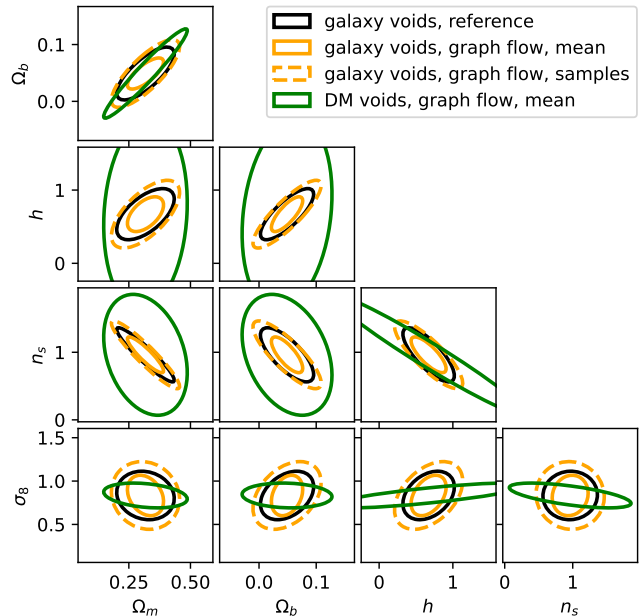 galaxy voids, reference
galaxy voids, graph flow, mean
galaxy voids, graph flow, samples
DM voids, graph flow, mean
Ω_b
0.1
0.0
h
1
0
n_s
1
0
σ_8
1.5
1.0
0.5
0.25 0.50
0.0 0.1
0 1
0 1
Ω_m
Ω_b
h
n_s